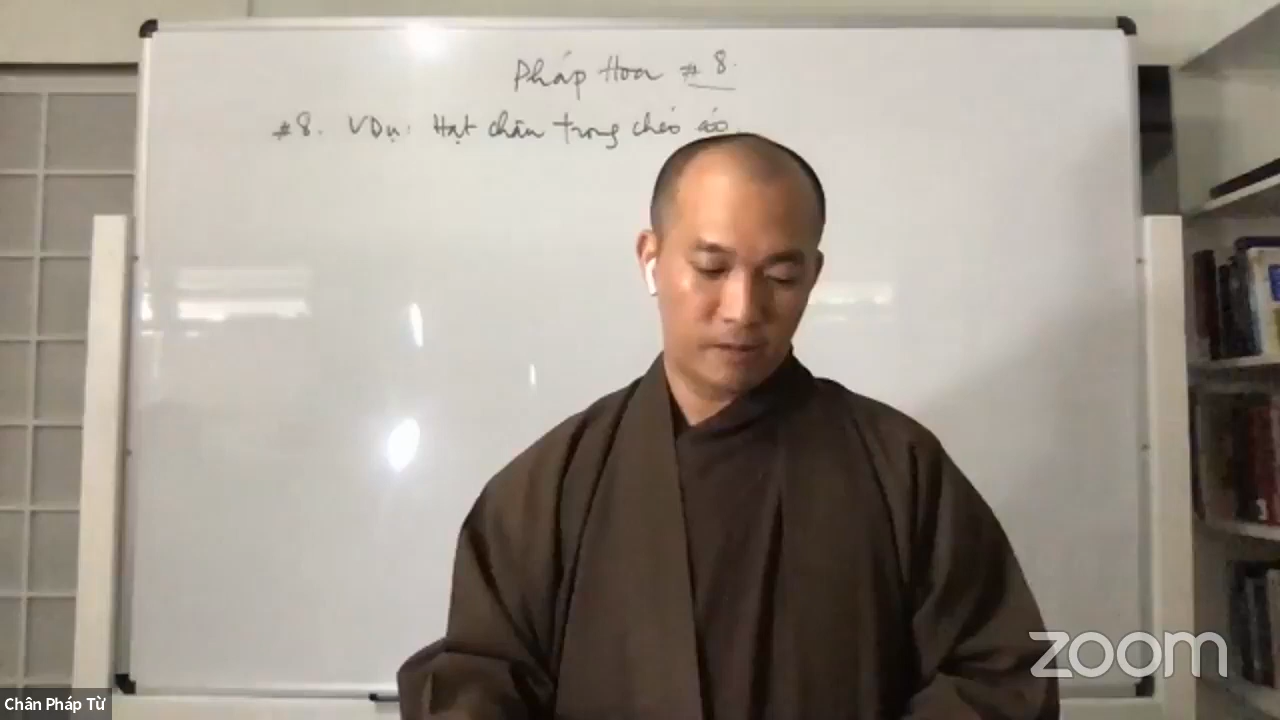 Pháp Hoa #8.
#8. VDụ: Hạt châu trong chéo áo.
zoom
Chân Pháp Từ